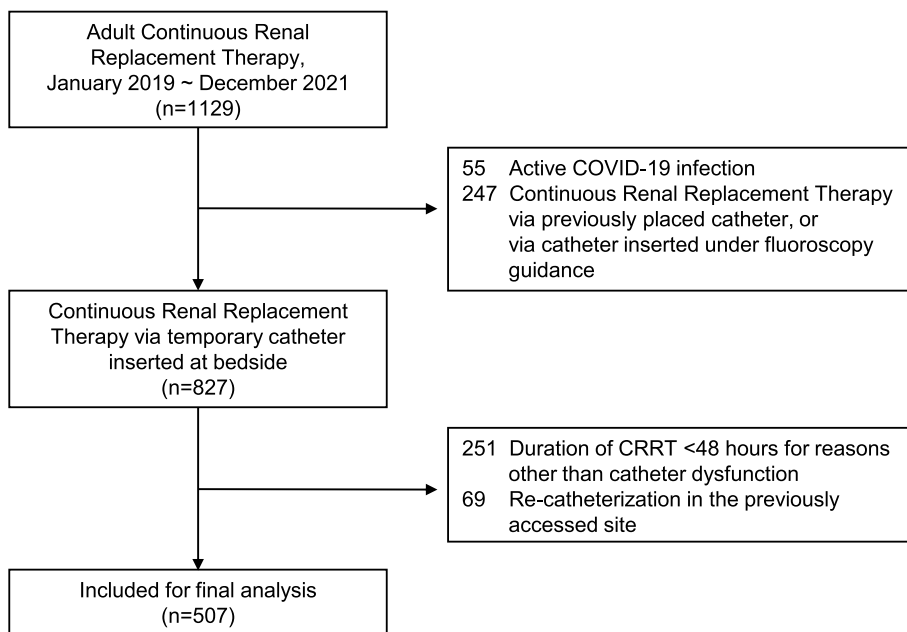 Adult Continuous Renal
Replacement Therapy,
January 2019 ~ December 2021
(n=1129)
55 Active COVID-19 infection
247 Continuous Renal Replacement Therapy
via previously placed catheter, or
via catheter inserted under fluoroscopy
guidance
Continuous Renal Replacement
Therapy via temporary catheter
inserted at bedside
(n=827)
251 Duration of CRRT <48 hours for reasons
other than catheter dysfunction
69 Re-catheterization in the previously
accessed site
Included for final analysis
(n=507)